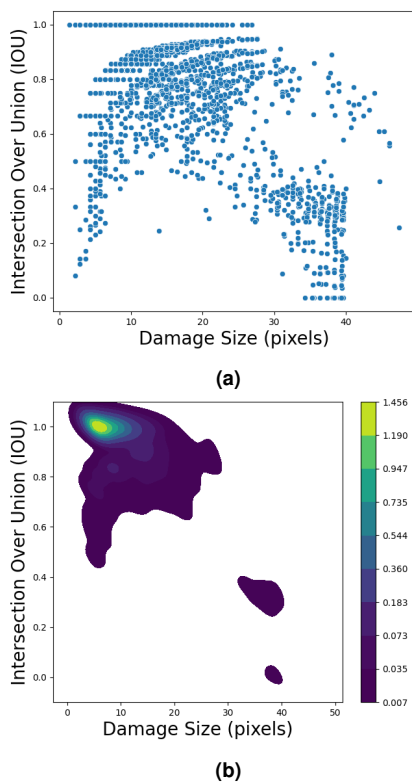 Intersection Over Union (IOU)
1.0
0.8
0.6
0.4
0.2
0.0
0 10 20 30 40
Damage Size (pixels)
(a)
Intersection Over Union (IOU)
1.0
0.8
0.6
0.4
0.2
0.0
0 10 20 30 40 50
Damage Size (pixels)
1.456
1.190
0.947
0.735
0.544
0.360
0.183
0.073
0.035
0.007
(b)